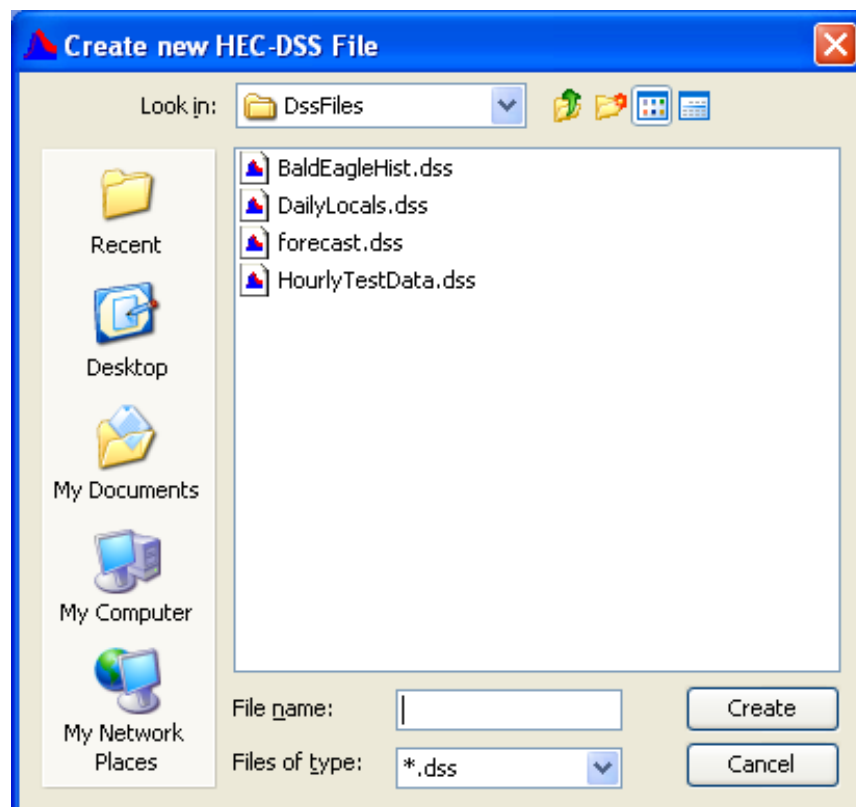 Create new HEC-DSS File
Look in: DssFiles
Recent
Desktop
My Documents
My Computer
My Network
Places
BaldEagleHist.dss
DailyLocals.dss
forecast.dss
HourlyTestData.dss
File name:
Create
Files of type: *.dss
Cancel